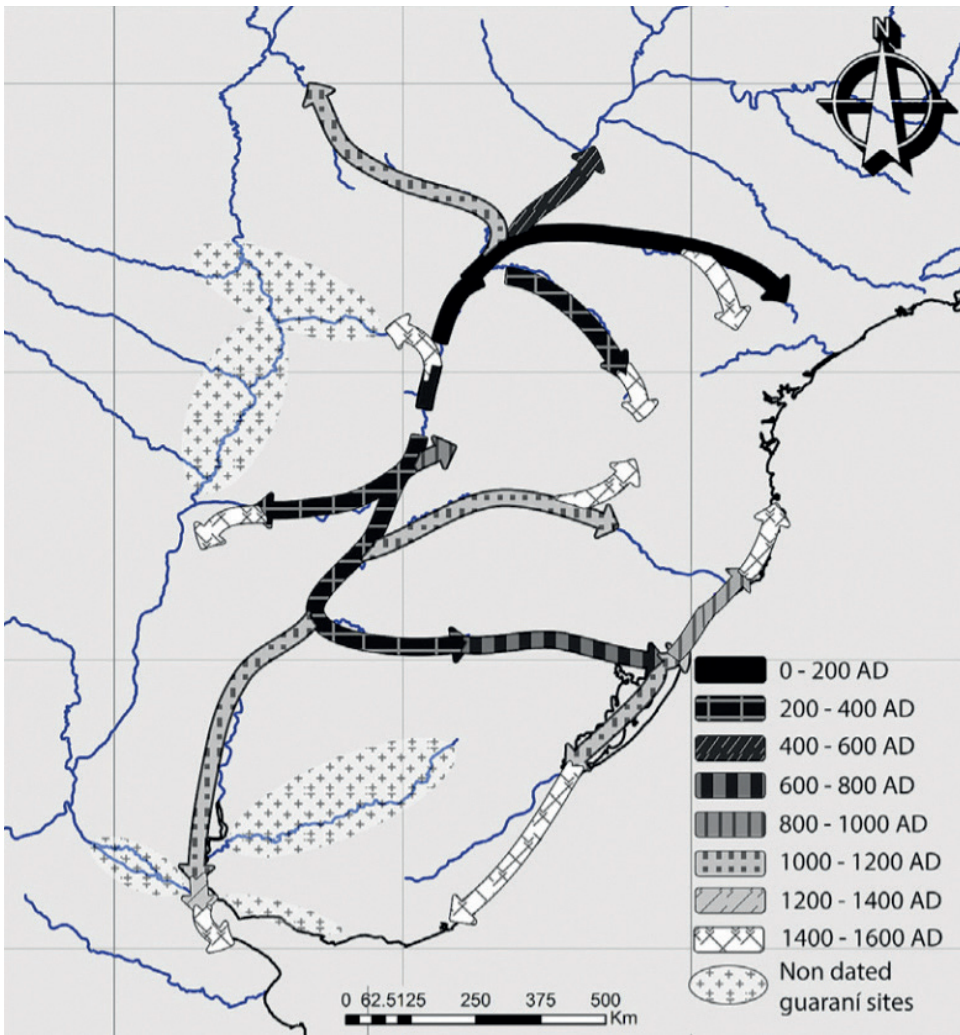 N
0 - 200 AD
200 - 400 AD
400 - 600 AD
600 - 800 AD
800 - 1000 AD
1000 - 1200 AD
1200 - 1400 AD
1400 - 1600 AD
Non dated
guaraní sites
0 62.5125 250 375 500
Km